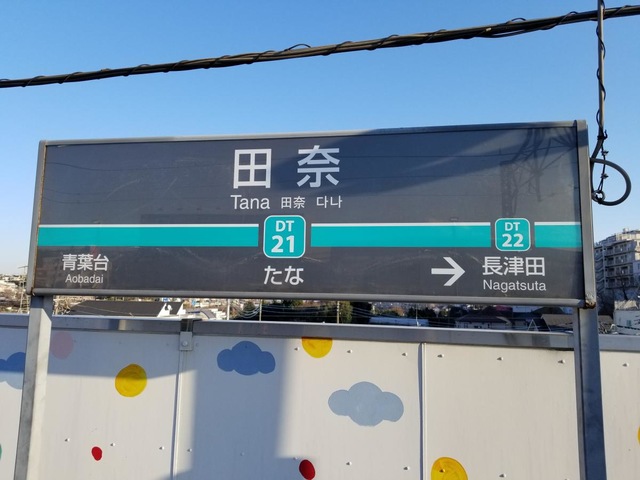 田奈
Tana 田奈 다나
DT
21
DT
22
たな
青葉台
Aobadai
→
長津田
Nagatsuta